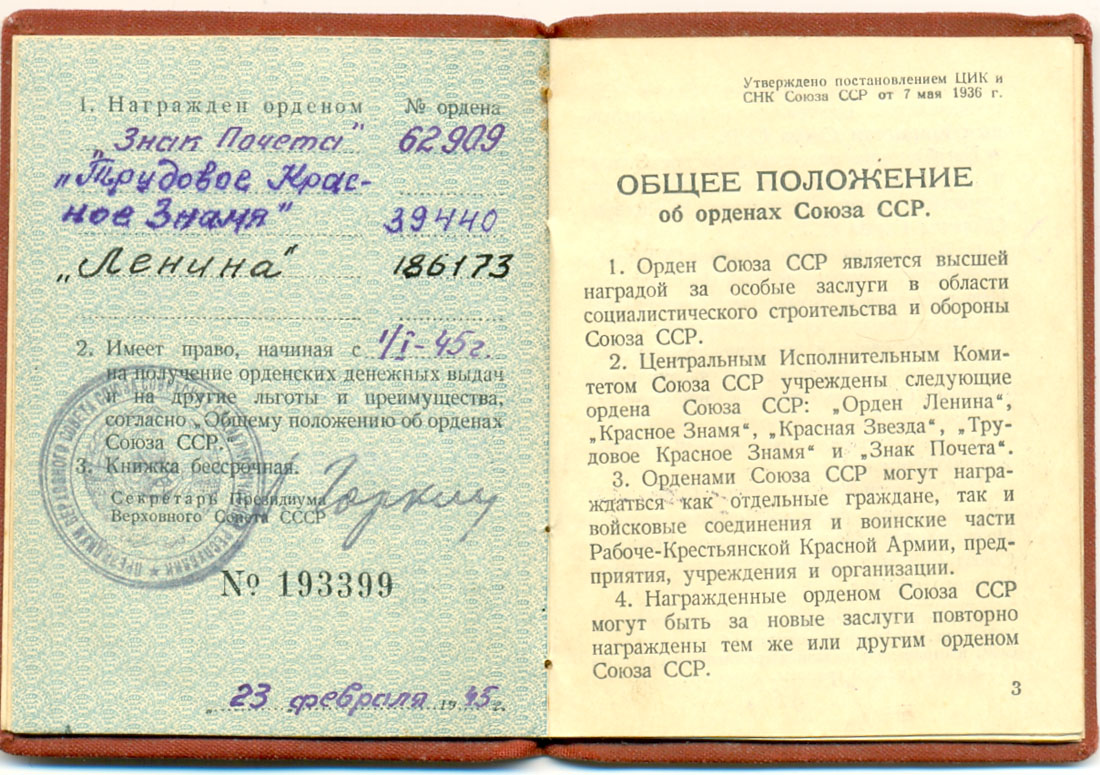 1. Награжден орденом № ордена
„Знак Почета" 62909
„Трудовое Крас-
ное Знамя" 39440
„Ленина" 186173
2. Имеет право, начиная с 1/I-45г.
на получение орденских денежных выдач
и на другие льготы и преимущества,
согласно „Общему положению об орденах
Союза ССР."
3. Книжка бессрочная.
Секретарь Президиума
Верховного Совета СССР Горкин
№ 193399
„ 23 февраля 1945г.
Утверждено постановлением ЦИК и
СНК Союза ССР от 7 мая 1936 г.
ОБЩЕЕ ПОЛОЖЕНИЕ
об орденах Союза ССР.
1. Орден Союза ССР является высшей
наградой за особые заслуги в области
социалистического строительства и обороны
Союза ССР.
2. Центральным Исполнительным Коми-
тетом Союза ССР учреждены следующие
ордена Союза ССР: „Орден Ленина",
„Красное Знамя", „Красная Звезда", „Тру-
довое Красное Знамя" и „Знак Почета".
3. Орденами Союза ССР могут награ-
ждаться как отдельные граждане, так и
войсковые соединения и воинские части
Рабоче-Крестьянской Красной Армии, пред-
приятия, учреждения и организации.
4. Награжденные орденом Союза ССР
могут быть за новые заслуги повторно
награждены тем же или другим орденом
Союза ССР.
3